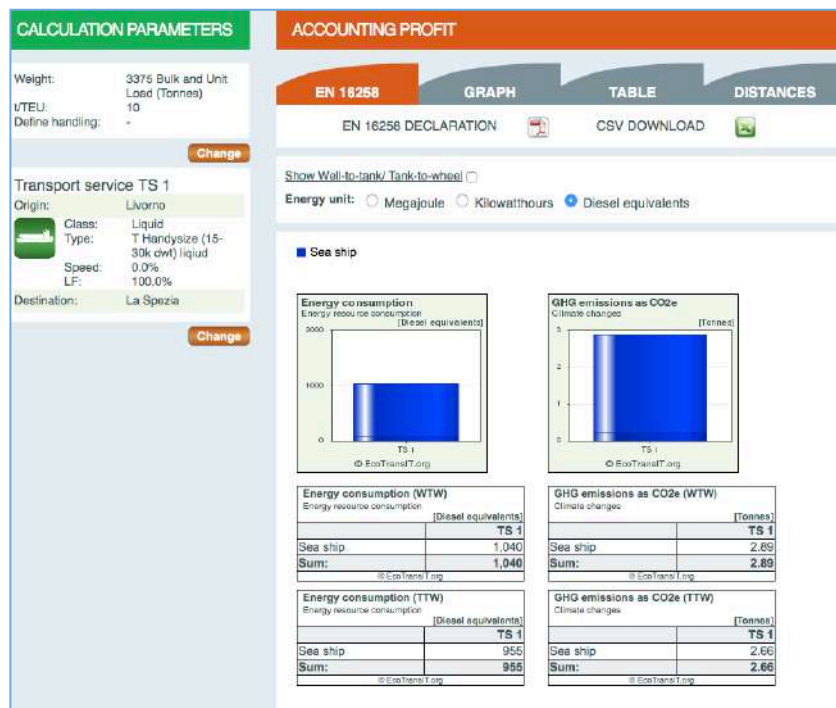 CALCULATION PARAMETERS
Weight: 3375 Bulk and Unit
Load (Tonnes)
t/TEU: 10
Define handling: -
Change
Transport service TS 1
Origin: Livorno
Class: Liquid
Type: T Handysize (15-
30k dwt) liqiud
Speed: 0.0%
LF: 100.0%
Destination: La Spezia
Change
ACCOUNTING PROFIT
EN 16258 GRAPH TABLE DISTANCES
EN 16258 DECLARATION CSV DOWNLOAD
Show Well-to-tank/ Tank-to-wheel
Energy unit: Megajoule Kilowatthours Diesel equivalents
Sea ship
Energy consumption
Energy resource consumption
[Diesel equivalents]
2000
1000
0
TS 1
© EcoTransIT.org
GHG emissions as CO2e
Climate changes
[Tonnes]
3
2
1
0
TS 1
© EcoTransIT.org
Energy consumption (WTW)
Energy resource consumption
[Diesel equivalents]
TS 1
Sea ship 1,040
Sum: 1,040
© EcoTransIT.org
GHG emissions as CO2e (WTW)
Climate changes
[Tonnes]
TS 1
Sea ship 2.89
Sum: 2.89
© EcoTransIT.org
Energy consumption (TTW)
Energy resource consumption
[Diesel equivalents]
TS 1
Sea ship 955
Sum: 955
© EcoTransIT.org
GHG emissions as CO2e (TTW)
Climate changes
[Tonnes]
TS 1
Sea ship 2.66
Sum: 2.66
© EcoTransIT.org